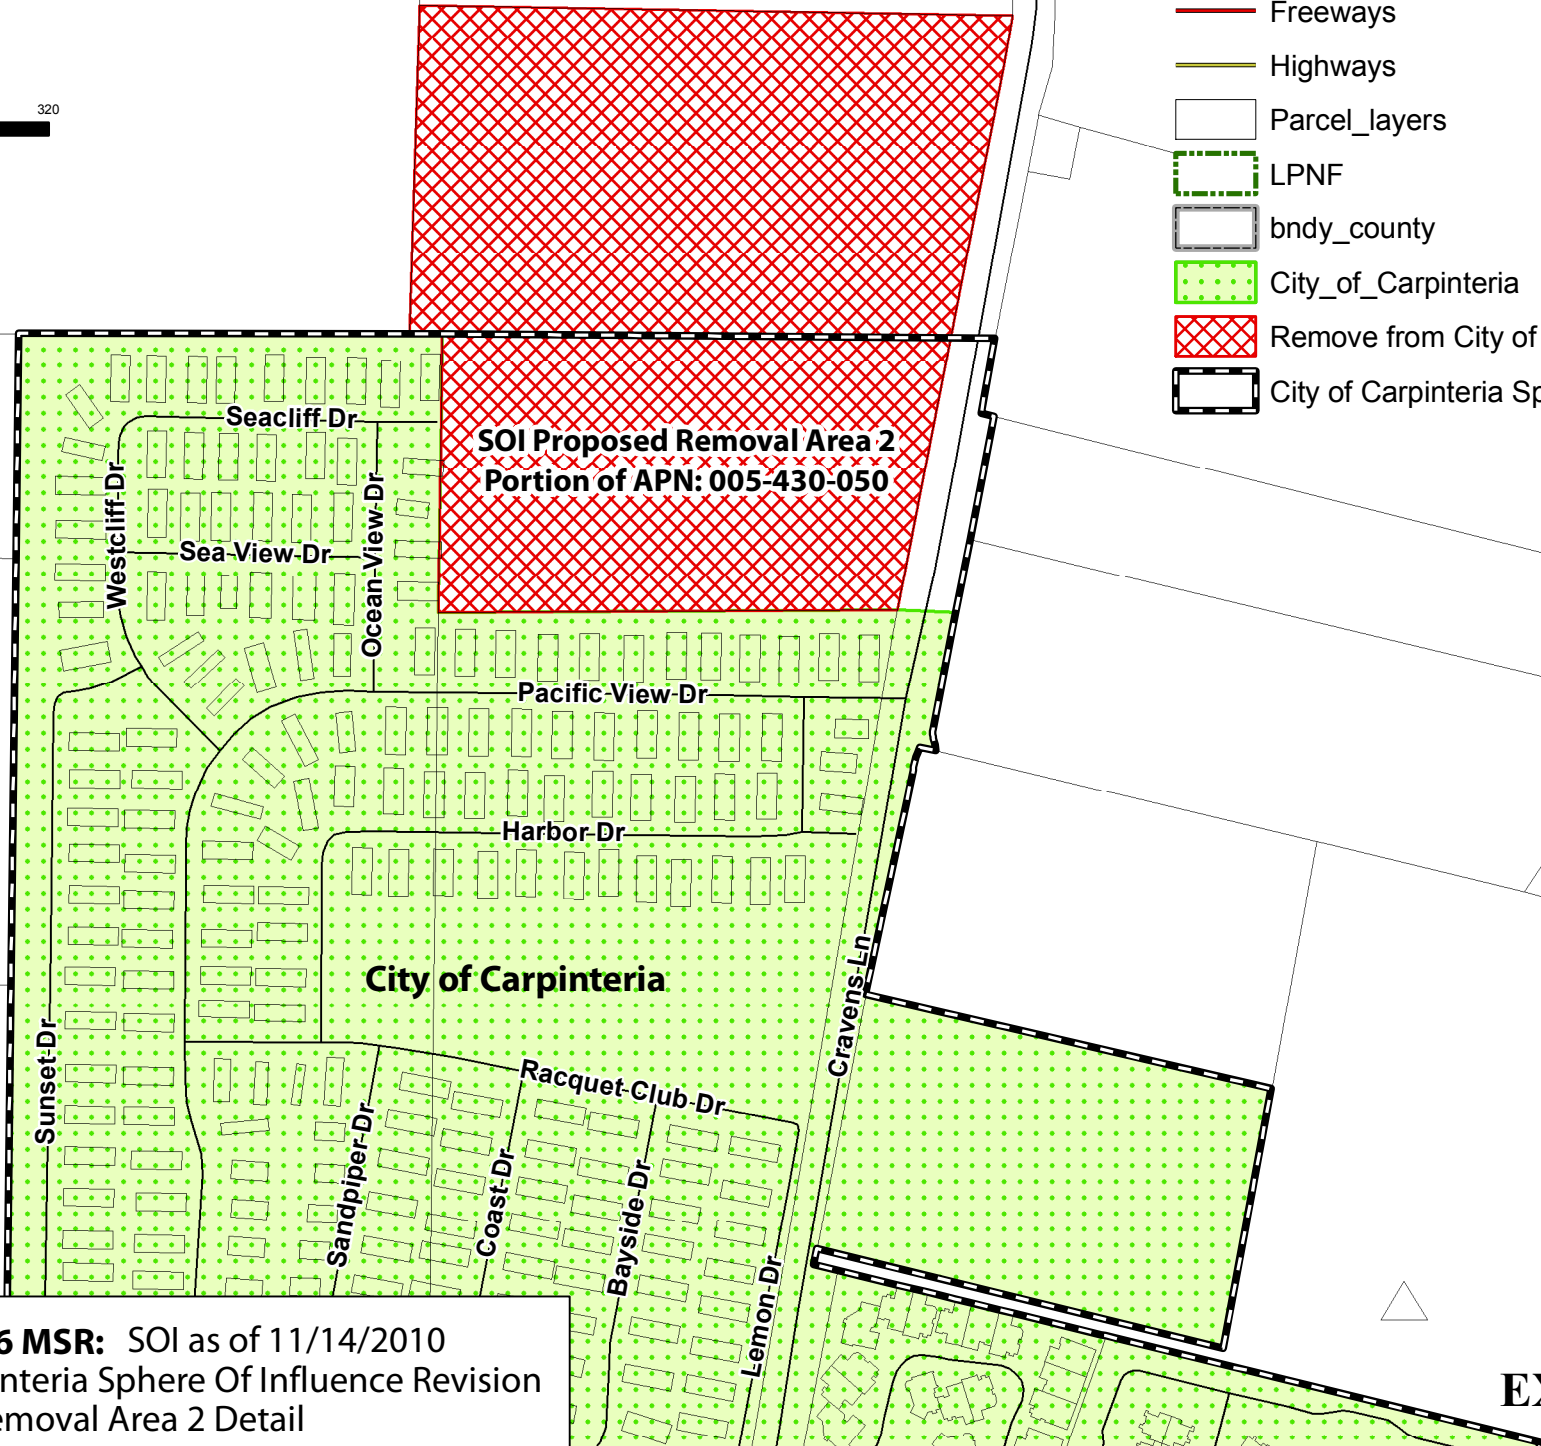 320
Freeways
Highways
Parcel_layers
LPNF
bndy_county
City_of_Carpinteria
Remove from City of
City of Carpinteria Sp
Seacliff Dr
SOI Proposed Removal Area 2
Portion of APN: 005-430-050
Westcliff Dr
Sea View Dr
Ocean View Dr
Pacific View Dr
Harbor Dr
City of Carpinteria
Cravens Ln
Sunset Dr
Racquet Club Dr
Sandpiper Dr
Coast Dr
Bayside Dr
Lemon Dr
6 MSR: SOI as of 11/14/2010
nteria Sphere Of Influence Revision
emoval Area 2 Detail
EX